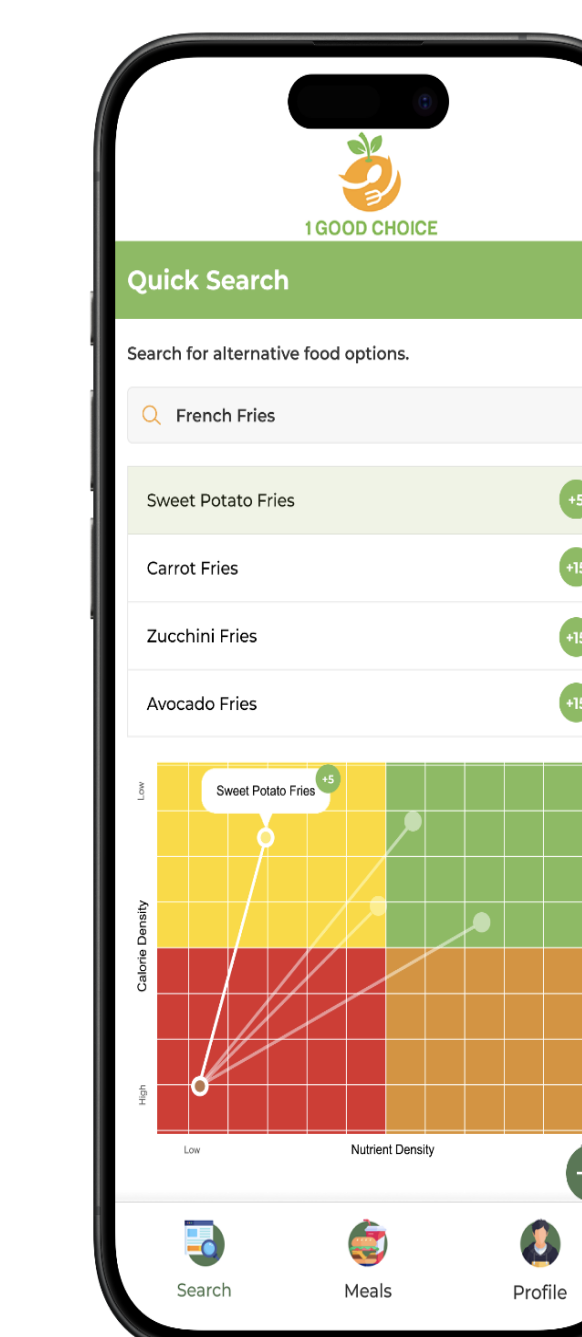 1 GOOD CHOICE
Quick Search
Search for alternative food options.
French Fries
Sweet Potato Fries +5
Carrot Fries
Zucchini Fries
Avocado Fries
Low
Sweet Potato Fries +5
Calorie Density
High
Low
Nutrient Density
Search
Meals
Profile